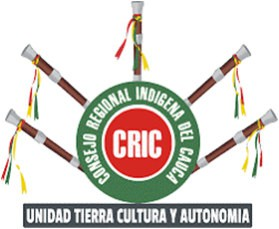 CONSEJO REGIONAL INDIGENA DEL CAUCA
CRIC
UNIDAD TIERRA CULTURA Y AUTONOMIA